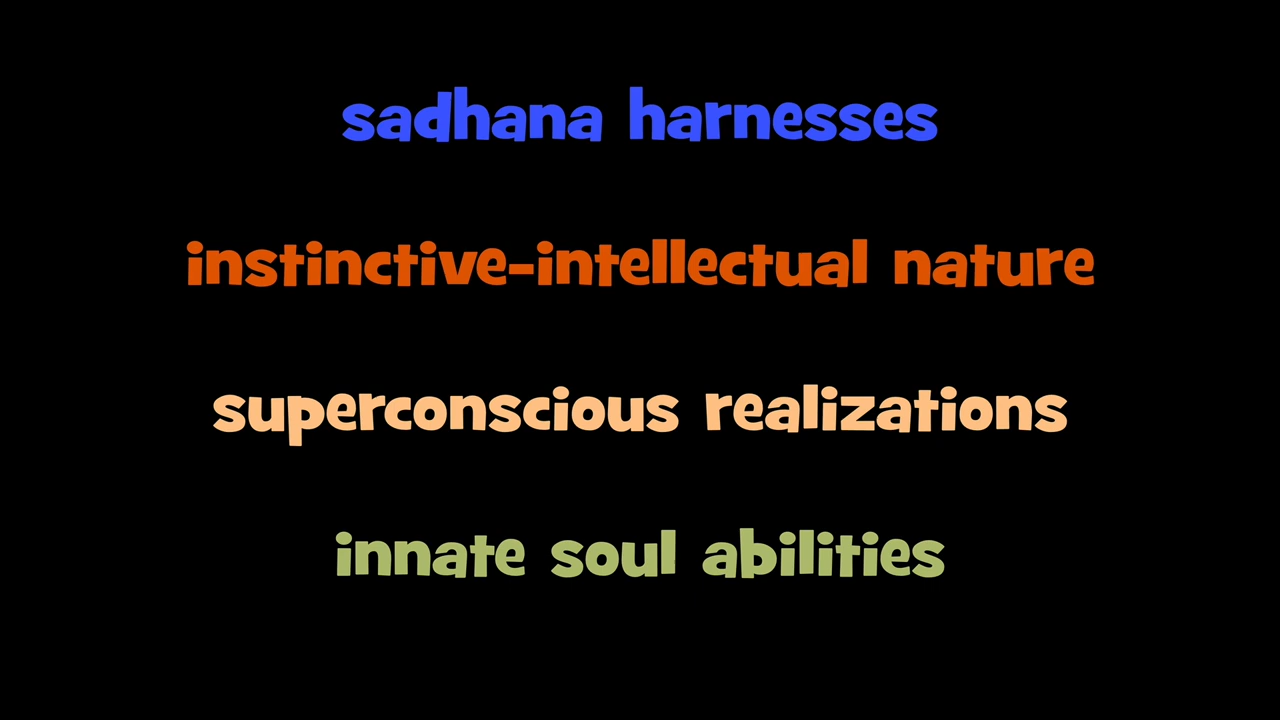 sadhana harnesses
instinctive-intellectual nature
superconscious realizations
innate soul abilities